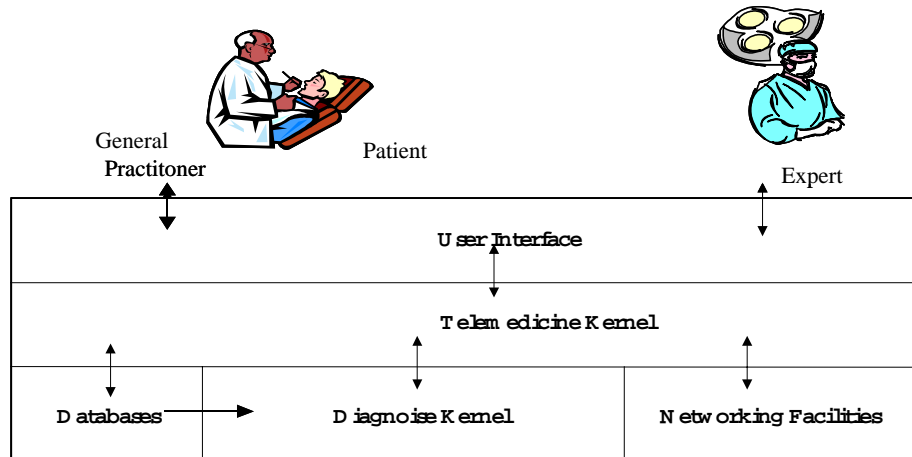 General
Practitoner
Patient
Expert
User Interface
Telemedicine Kernel
Databases
Diagnoise Kernel
Networking Facilities